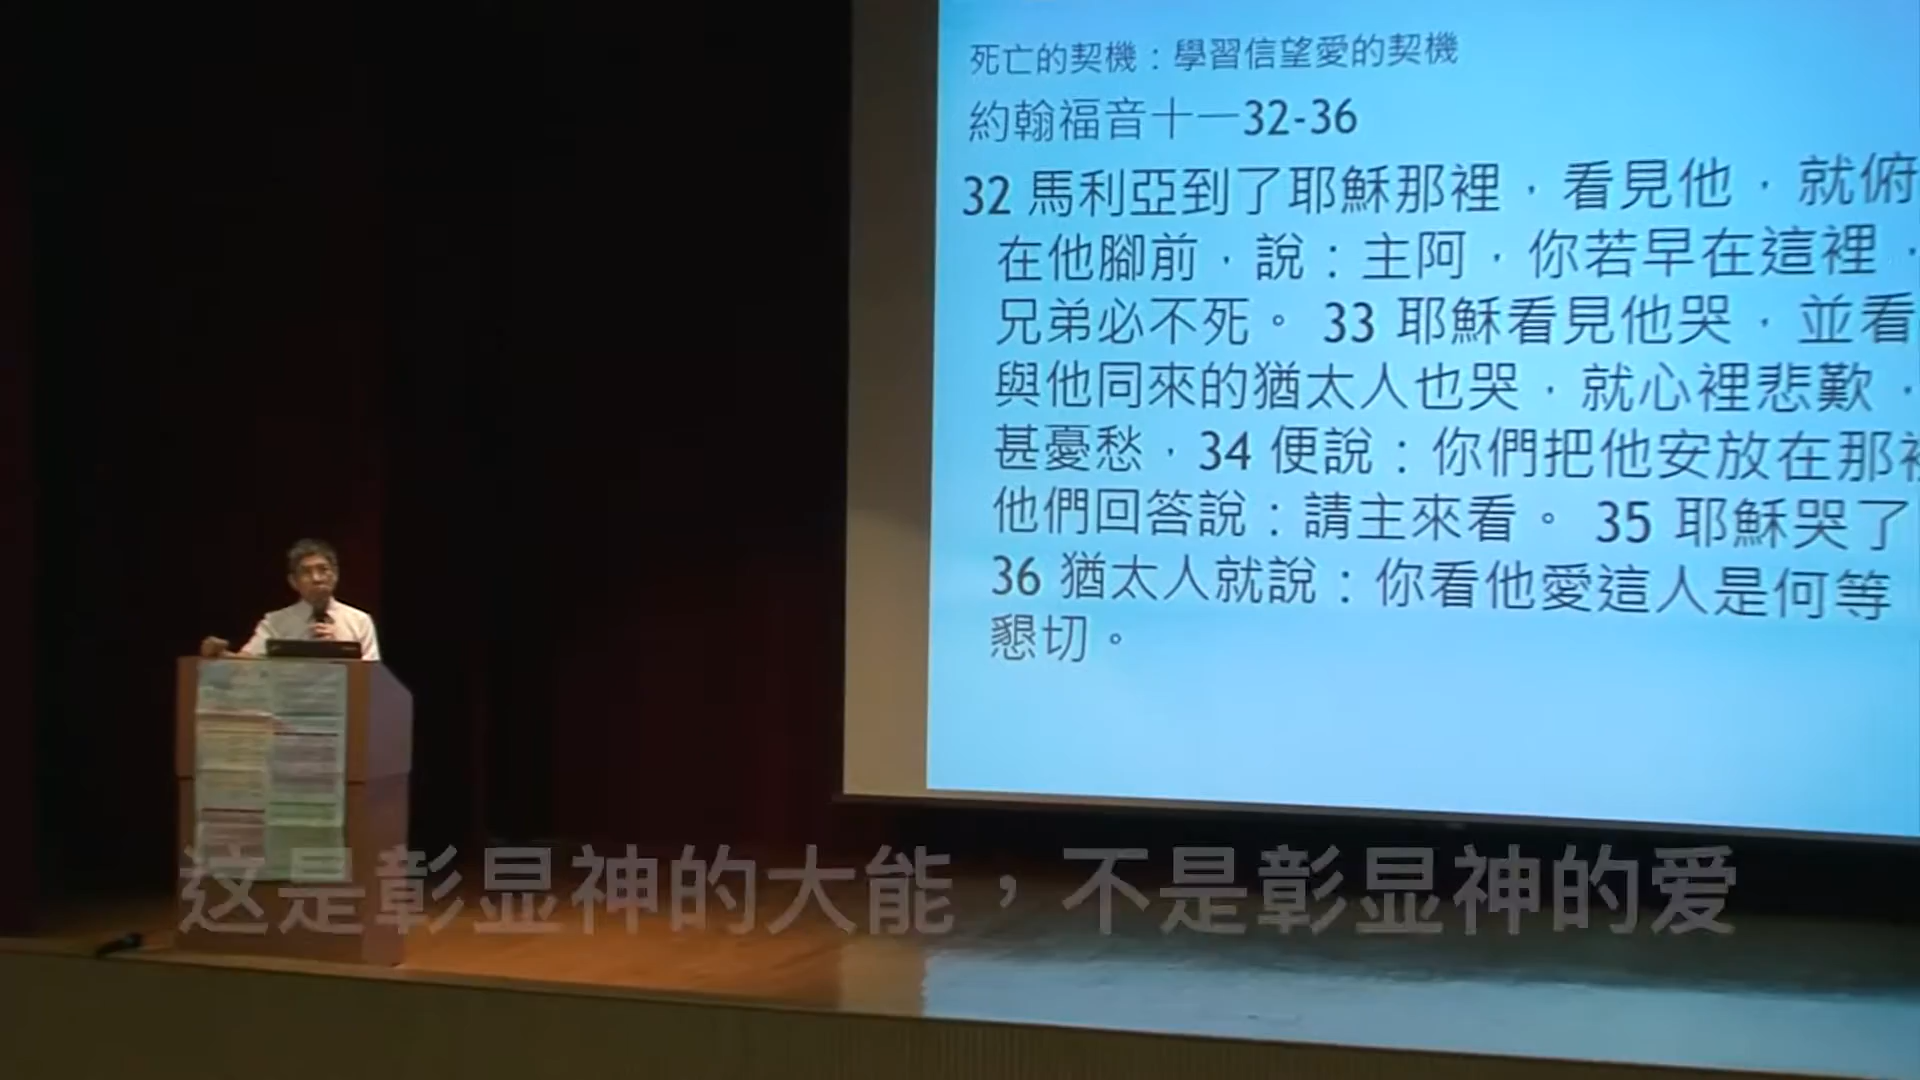 死亡的契機：學習信望愛的契機
約翰福音十一32-36
32 馬利亞到了耶穌那裡，看見他，就俯
在他腳前，說：主阿，你若早在這裡，
兄弟必不死。 33 耶穌看見他哭，並看
與他同來的猶太人也哭，就心裡悲歎，
甚憂愁，34 便說：你們把他安放在那裡
他們回答說：請主來看。 35 耶穌哭了
36 猶太人就說：你看他愛這人是何等
懇切。
这是彰显神的大能，不是彰显神的爱